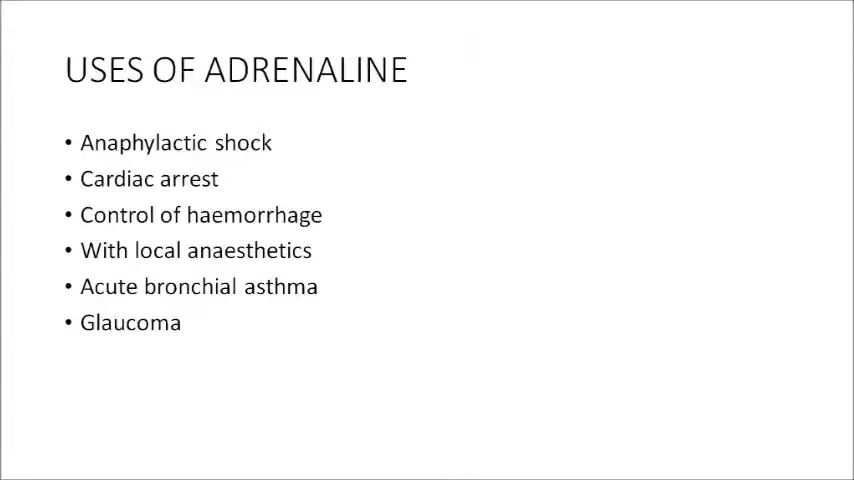 USES OF ADRENALINE
• Anaphylactic shock
• Cardiac arrest
• Control of haemorrhage
• With local anaesthetics
• Acute bronchial asthma
• Glaucoma